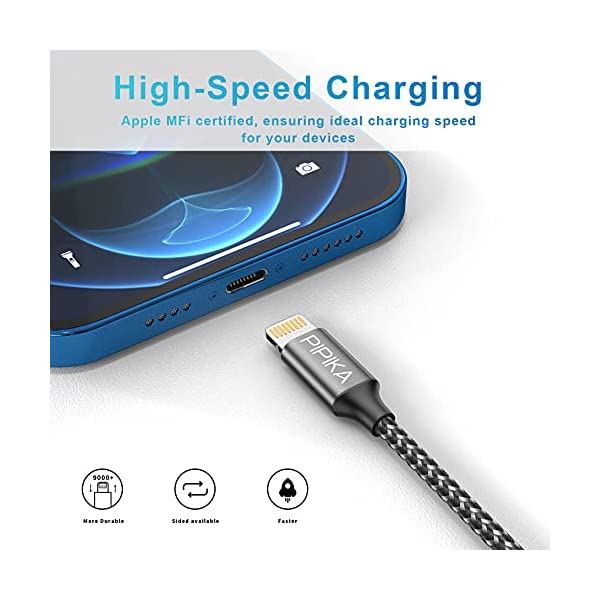 High-Speed Charging
Apple MFi certified, ensuring ideal charging speed
for your devices
PIPIKA
9000+
More Durable
Sided available
Faster